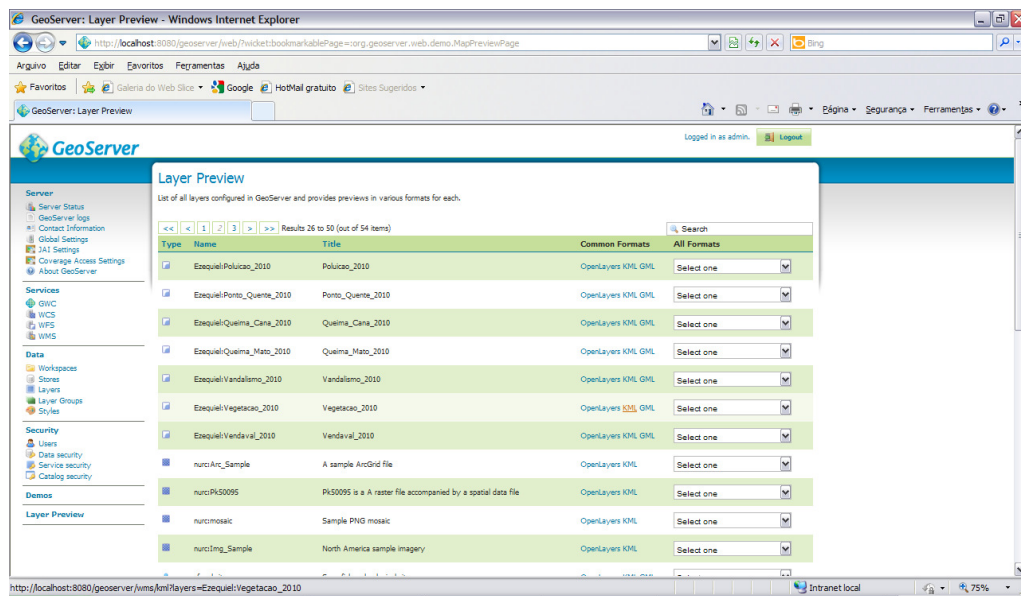 GeoServer: Layer Preview - Windows Internet Explorer
http://localhost:8080/geoserver/web/?wicket:bookmarkablePage=:org.geoserver.web.demo.MapPreviewPage
Bing
Arquivo Editar Exibir Favoritos Ferramentas Ajuda
Favoritos Galeria do Web Slice Google HotMail gratuito Sites Sugeridos
GeoServer: Layer Preview
Página Segurança Ferramentas
GeoServer
Logged in as admin. Logout
Server
Server Status
GeoServer logs
Contact Information
Global Settings
JAI Settings
Coverage Access Settings
About GeoServer
Services
GWC
WCS
WFS
WMS
Data
Workspaces
Stores
Layers
Layer Groups
Styles
Security
Users
Data security
Service security
Catalog security
Demos
Layer Preview
Layer Preview
List of all layers configured in GeoServer and provides previews in various formats for each.
<< < 1 2 3 > >> Results 26 to 50 (out of 54 items) Search
Type Name Title Common Formats All Formats
Ezequiel:Poluicao_2010 Poluicao_2010 OpenLayers KML GML Select one
Ezequiel:Ponto_Quente_2010 Ponto_Quente_2010 OpenLayers KML GML Select one
Ezequiel:Queima_Cana_2010 Queima_Cana_2010 OpenLayers KML GML Select one
Ezequiel:Queima_Mato_2010 Queima_Mato_2010 OpenLayers KML GML Select one
Ezequiel:Vandalismo_2010 Vandalismo_2010 OpenLayers KML GML Select one
Ezequiel:Vegetacao_2010 Vegetacao_2010 OpenLayers KML GML Select one
Ezequiel:Vendaval_2010 Vendaval_2010 OpenLayers KML GML Select one
nurc:Arc_Sample A sample ArcGrid file OpenLayers KML Select one
nurc:Pk50095 Pk50095 is a A raster file accompanied by a spatial data file OpenLayers KML Select one
nurc:mosaic Sample PNG mosaic OpenLayers KML Select one
nurc:Img_Sample North America sample imagery OpenLayers KML Select one
http://localhost:8080/geoserver/wms/kml?layers=Ezequiel:Vegetacao_2010
Intranet local
75%